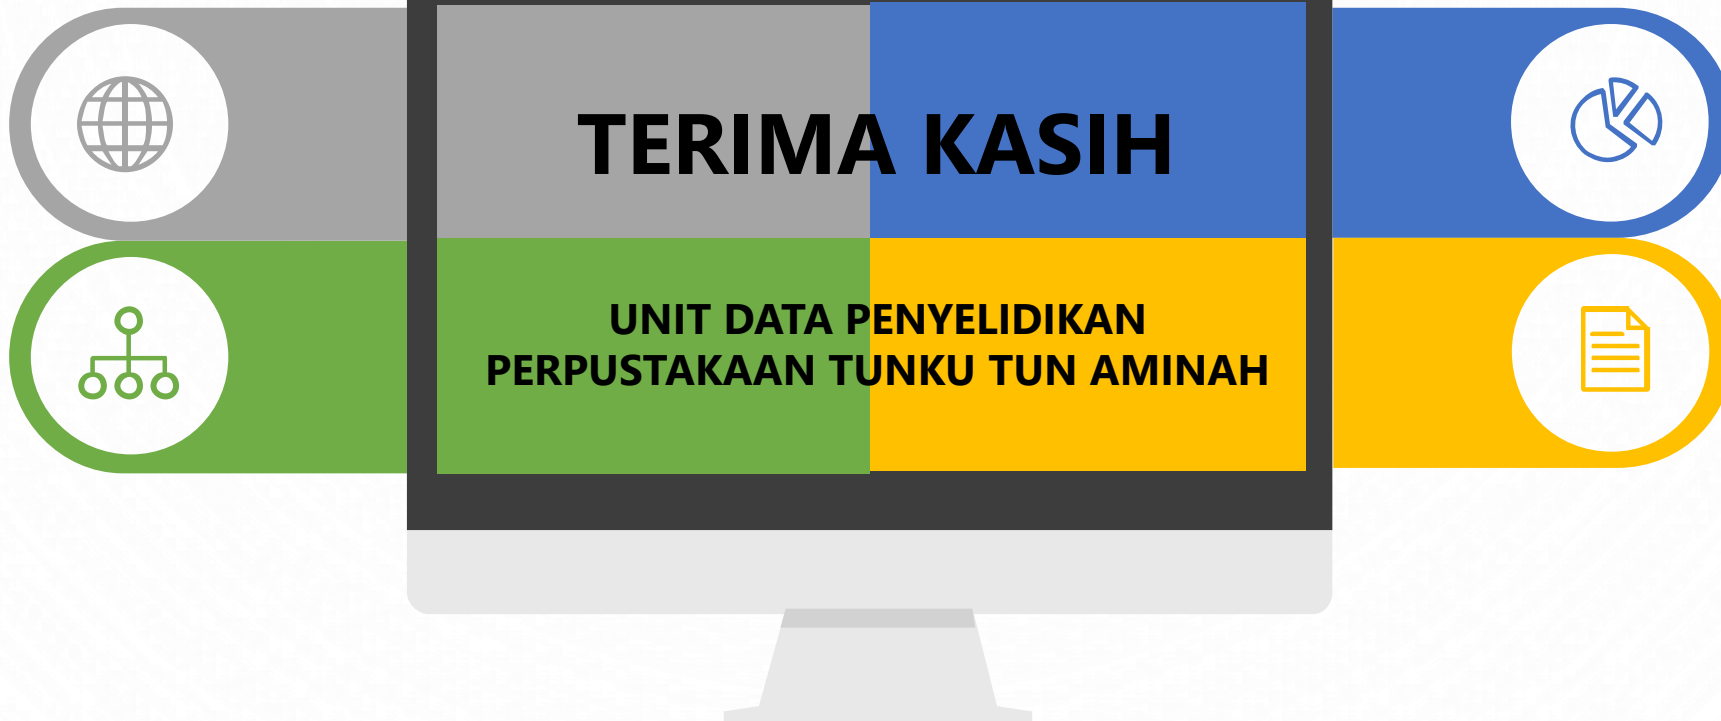 TERIMA KASIH
UNIT DATA PENYELIDIKAN
PERPUSTAKAAN TUNKU TUN AMINAH